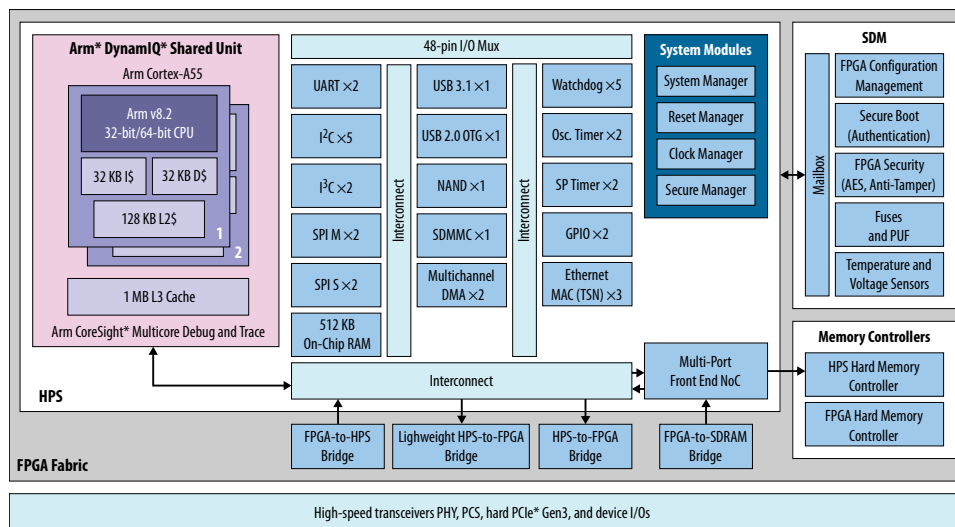 Arm* DynamIQ* Shared Unit
Arm Cortex-A55
Arm v8.2
32-bit/64-bit CPU
32 KB I$
32 KB D$
128 KB L2$
1
2
1 MB L3 Cache
Arm CoreSight* Multicore Debug and Trace
HPS
48-pin I/O Mux
UART ×2
I²C ×5
I³C ×2
SPI M ×2
SPI S ×2
512 KB
On-Chip RAM
Interconnect
USB 3.1 ×1
USB 2.0 OTG ×1
NAND ×1
SDMMC ×1
Multichannel
DMA ×2
Interconnect
Watchdog ×5
Osc. Timer ×2
SP Timer ×2
GPIO ×2
Ethernet
MAC (TSN) ×3
System Modules
System Manager
Reset Manager
Clock Manager
Secure Manager
Interconnect
Multi-Port
Front End NoC
FPGA-to-HPS
Bridge
Lighweight HPS-to-FPGA
Bridge
HPS-to-FPGA
Bridge
FPGA-to-SDRAM
Bridge
FPGA Fabric
SDM
Mailbox
FPGA Configuration
Management
Secure Boot
(Authentication)
FPGA Security
(AES, Anti-Tamper)
Fuses
and PUF
Temperature and
Voltage Sensors
Memory Controllers
HPS Hard Memory
Controller
FPGA Hard Memory
Controller
High-speed transceivers PHY, PCS, hard PCIe* Gen3, and device I/Os